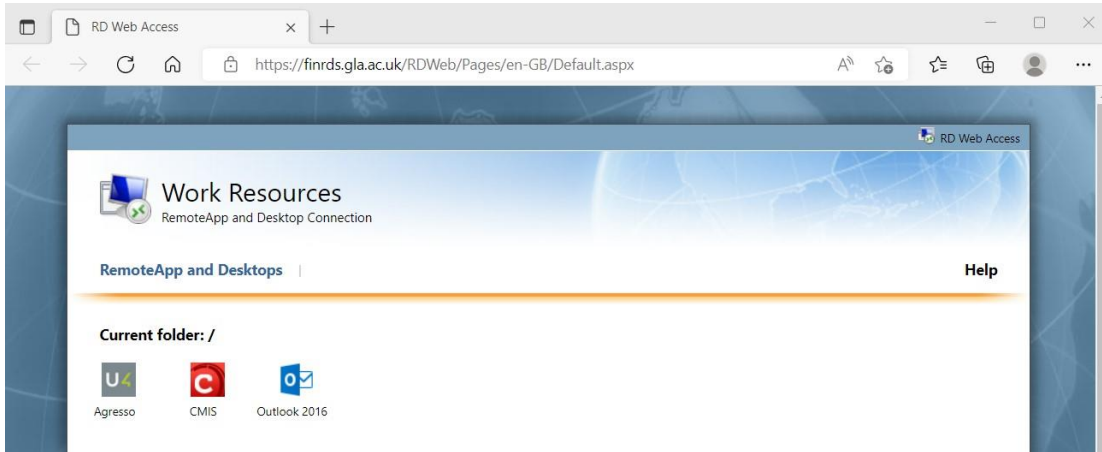 RD Web Access
https://finrds.gla.ac.uk/RDWeb/Pages/en-GB/Default.aspx
RD Web Access
Work Resources
RemoteApp and Desktop Connection
RemoteApp and Desktops | Help
Current folder: /
U4 C O
Agresso CMIS Outlook 2016